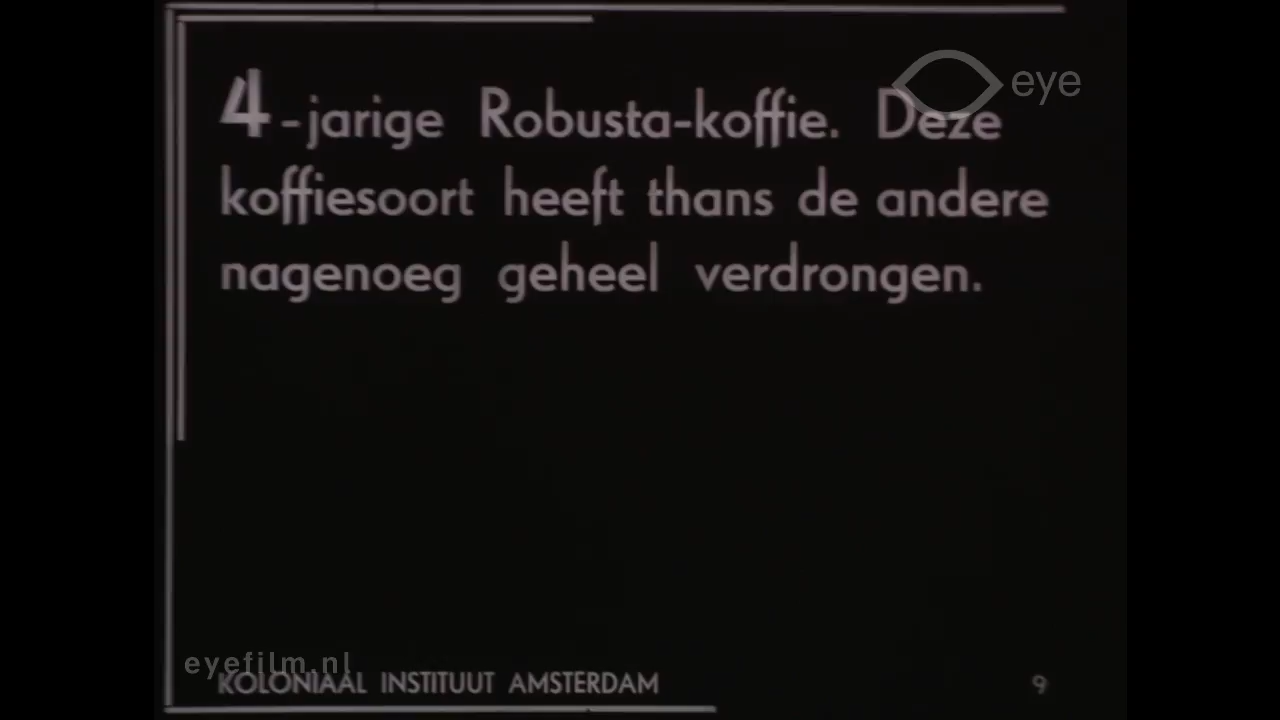 eye
4-jarige Robusta-koffie. Deze
koffiesoort heeft thans de andere
nagenoeg geheel verdrongen.
eyefilm.nl
KOLONIAAL INSTITUUT AMSTERDAM 9